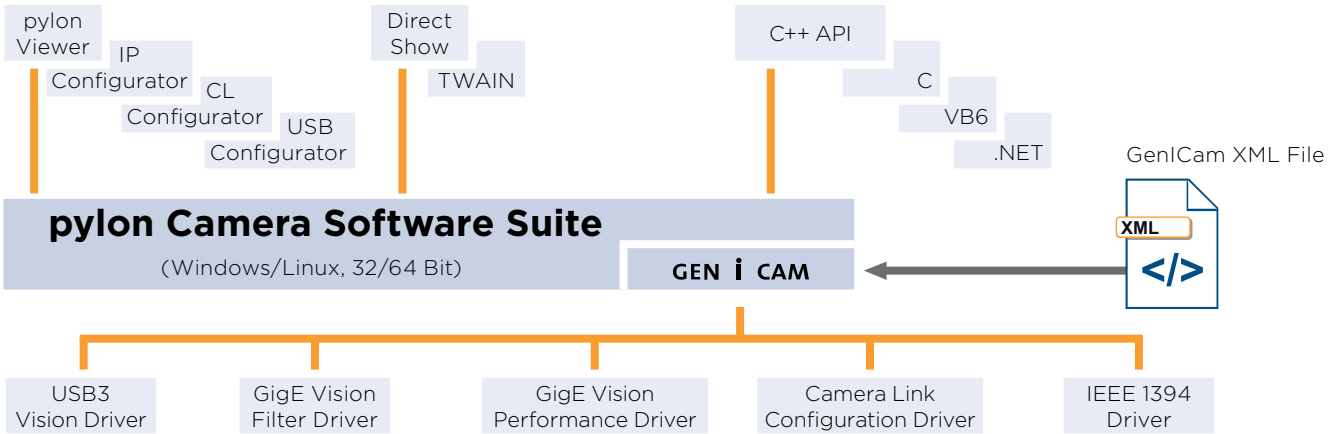 pylon
Viewer
IP
Configurator
CL
Configurator
USB
Configurator
Direct
Show
TWAIN
C++ API
C
VB6
.NET
GenICam XML File
XML
</>
pylon Camera Software Suite
(Windows/Linux, 32/64 Bit)
GEN i CAM
USB3
Vision Driver
GigE Vision
Filter Driver
GigE Vision
Performance Driver
Camera Link
Configuration Driver
IEEE 1394
Driver